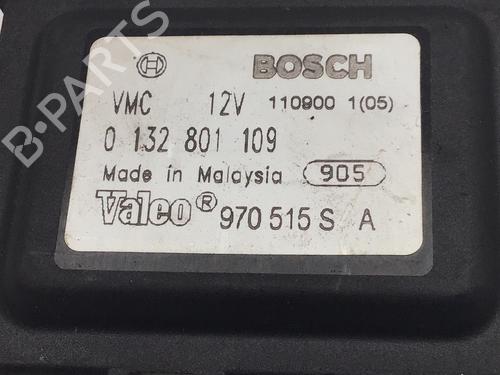 BOSCH
VMC 12V 110900 1(05)
0 132 801 109
Made in Malaysia 905
Valeo® 970 515 S A
B-PARTS